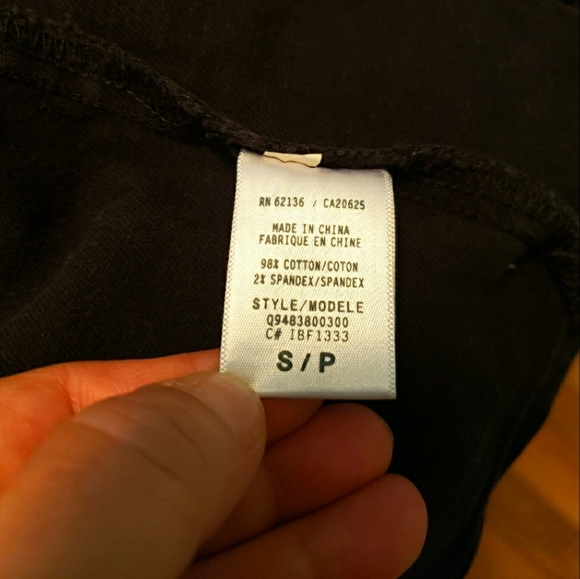 RN 62136 / CA20625
MADE IN CHINA
FABRIQUE EN CHINE
98% COTTON/COTON
2% SPANDEX/SPANDEX
STYLE/MODELE
Q9483800300
C# IBF1333
S/P